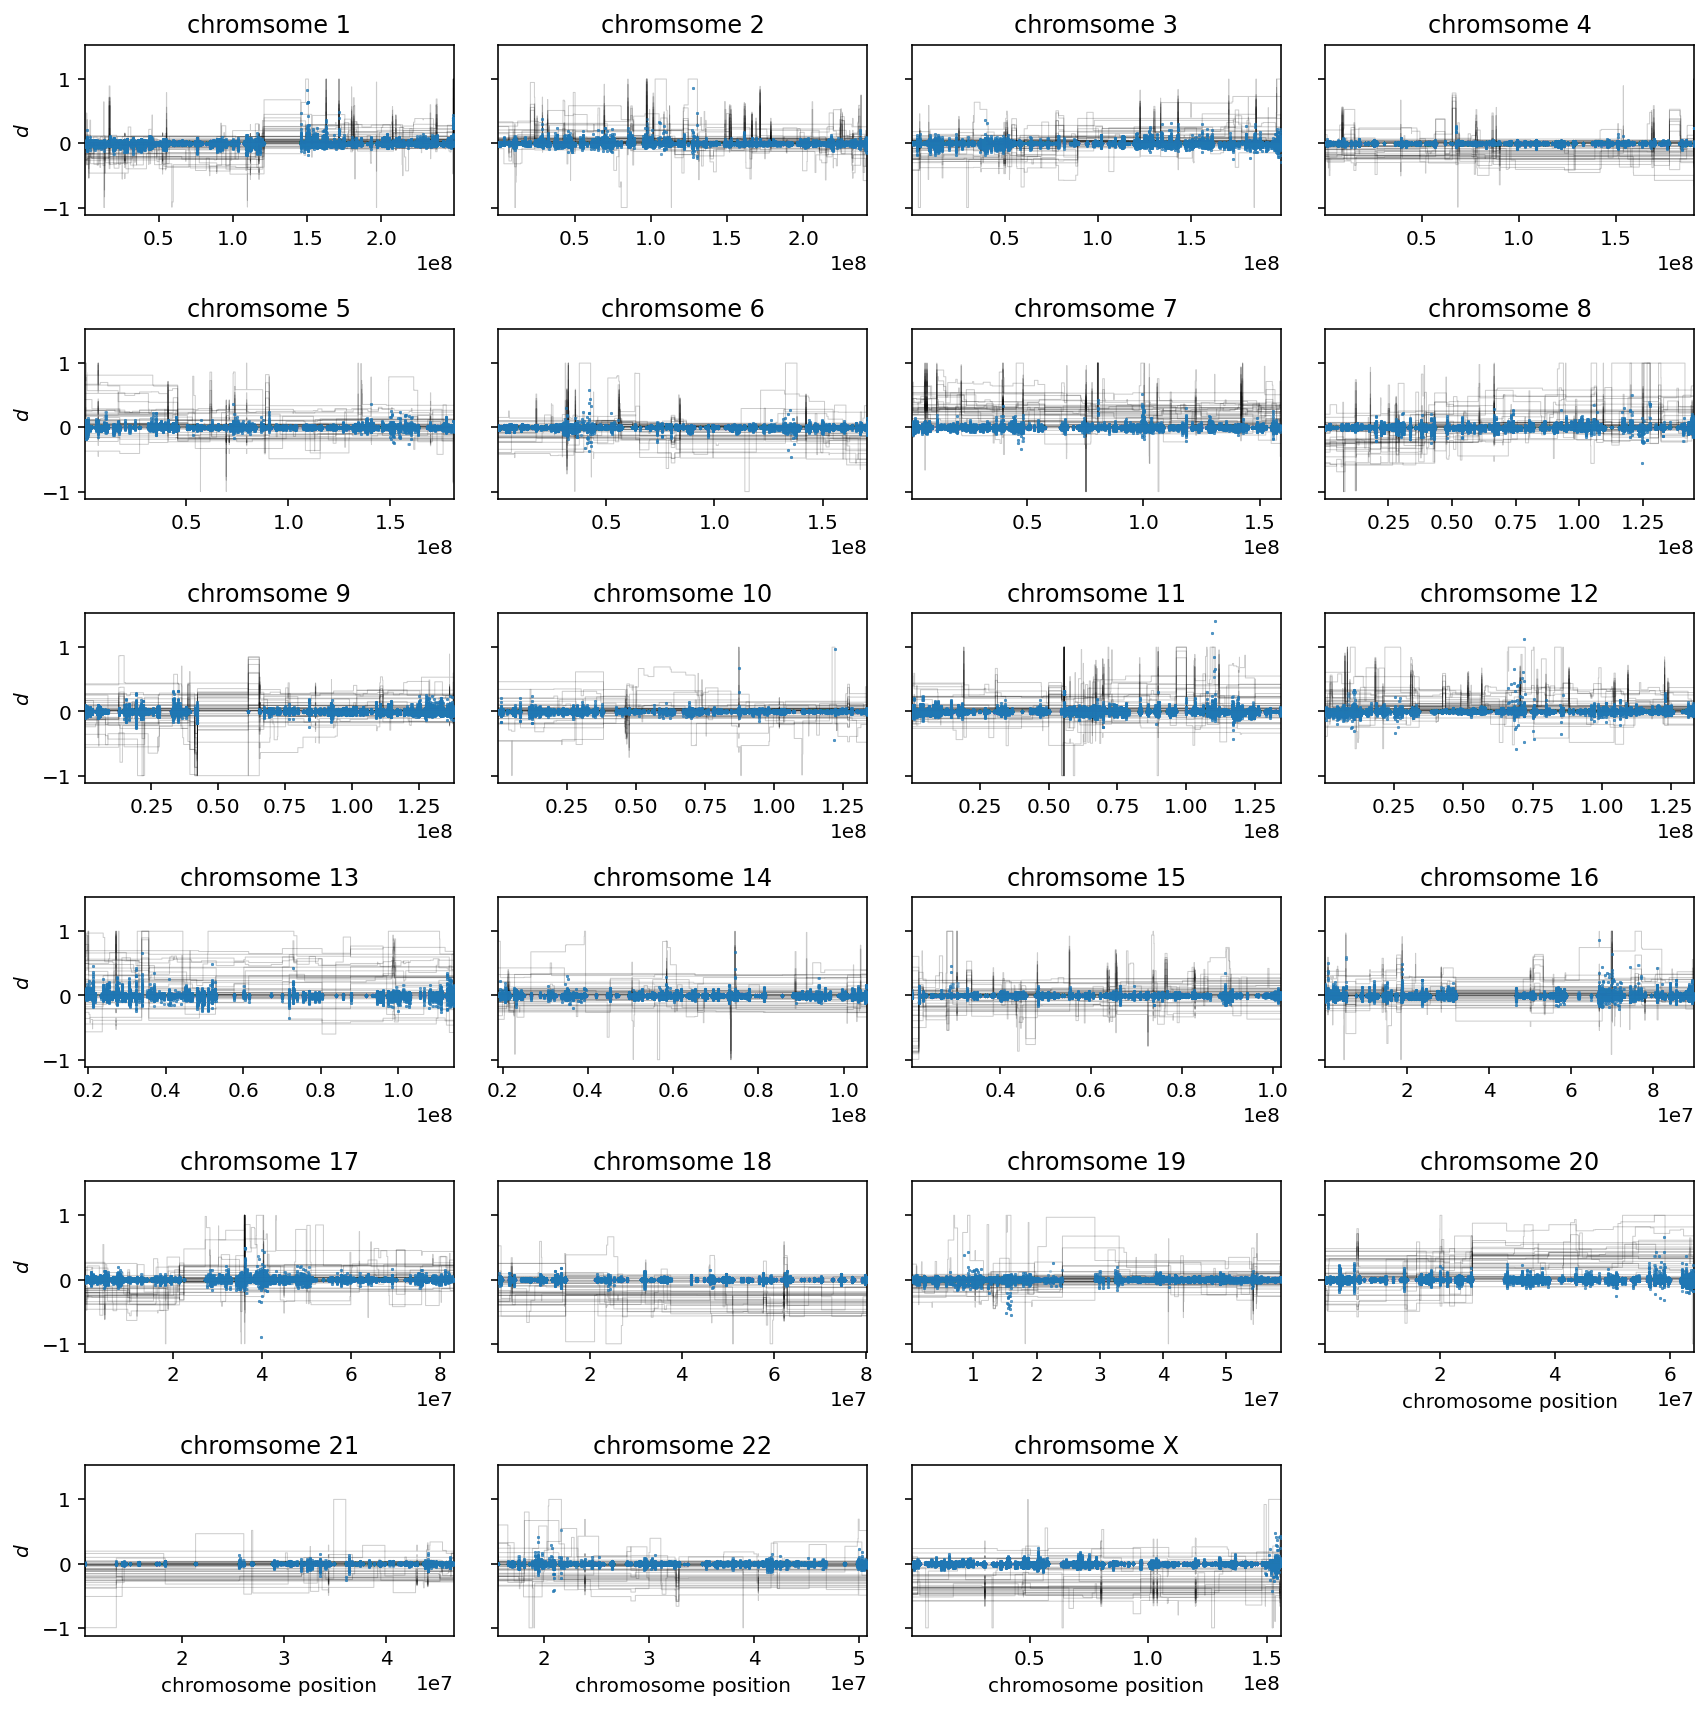 chromsome 1 chromsome 2 chromsome 3 chromsome 4
d
1
0
−1
0.5 1.0 1.5 2.0 0.5 1.0 1.5 2.0 0.5 1.0 1.5 0.5 1.0 1.5
1e8 1e8 1e8 1e8
chromsome 5 chromsome 6 chromsome 7 chromsome 8
d
1
0
−1
0.5 1.0 1.5 0.5 1.0 1.5 0.5 1.0 1.5 0.25 0.50 0.75 1.00 1.25
1e8 1e8 1e8 1e8
chromsome 9 chromsome 10 chromsome 11 chromsome 12
d
1
0
−1
0.25 0.50 0.75 1.00 1.25 0.25 0.50 0.75 1.00 1.25 0.25 0.50 0.75 1.00 1.25 0.25 0.50 0.75 1.00 1.25
1e8 1e8 1e8 1e8
chromsome 13 chromsome 14 chromsome 15 chromsome 16
d
1
0
−1
0.2 0.4 0.6 0.8 1.0 0.2 0.4 0.6 0.8 1.0 0.4 0.6 0.8 1.0 2 4 6 8
1e8 1e8 1e8 1e7
chromsome 17 chromsome 18 chromsome 19 chromsome 20
d
1
0
−1
2 4 6 8 2 4 6 8 1 2 3 4 5 2 4 6
1e7 1e7 1e7 chromosome position 1e7
chromsome 21 chromsome 22 chromsome X
d
1
0
−1
2 3 4 2 3 4 5 0.5 1.0 1.5
chromosome position 1e7 chromosome position 1e7 chromosome position 1e8